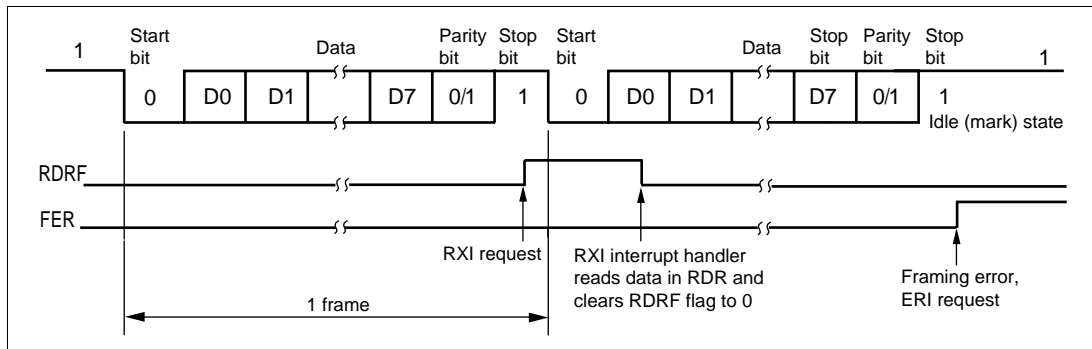 1
Start bit
Data
Parity bit
Stop bit
Start bit
Data
Stop bit
Parity bit
Stop bit
1
0
D0
D1
D7
0/1
1
0
D0
D1
D7
0/1
1
Idle (mark) state
RDRF
FER
RXI request
RXI interrupt handler
reads data in RDR and
clears RDRF flag to 0
Framing error,
ERI request
1 frame